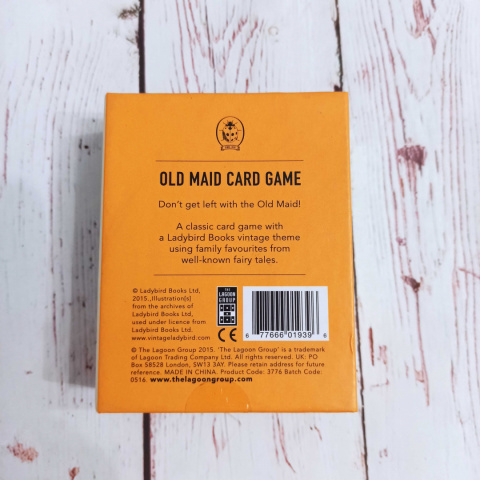 OLD MAID CARD GAME
Don't get left with the Old Maid!
A classic card game with
a Ladybird Books vintage theme
using family favourites from
well-known fairy tales.
© Ladybird Books Ltd,
2015. Illustration(s)
from the archives of
Ladybird Books Ltd,
used under licence from
Ladybird Books Ltd.
www.vintageladybird.com
THE
LAGOON
GROUP
CE
6 77666 01939 6
© The Lagoon Group 2015. 'The Lagoon Group' is a trademark
of Lagoon Trading Company Ltd. All rights reserved. UK: PO
Box 58528 London, SW13 3AY. Please retain address for future
reference. MADE IN CHINA. Product Code: 3776 Batch Code:
0516. www.thelagoongroup.com